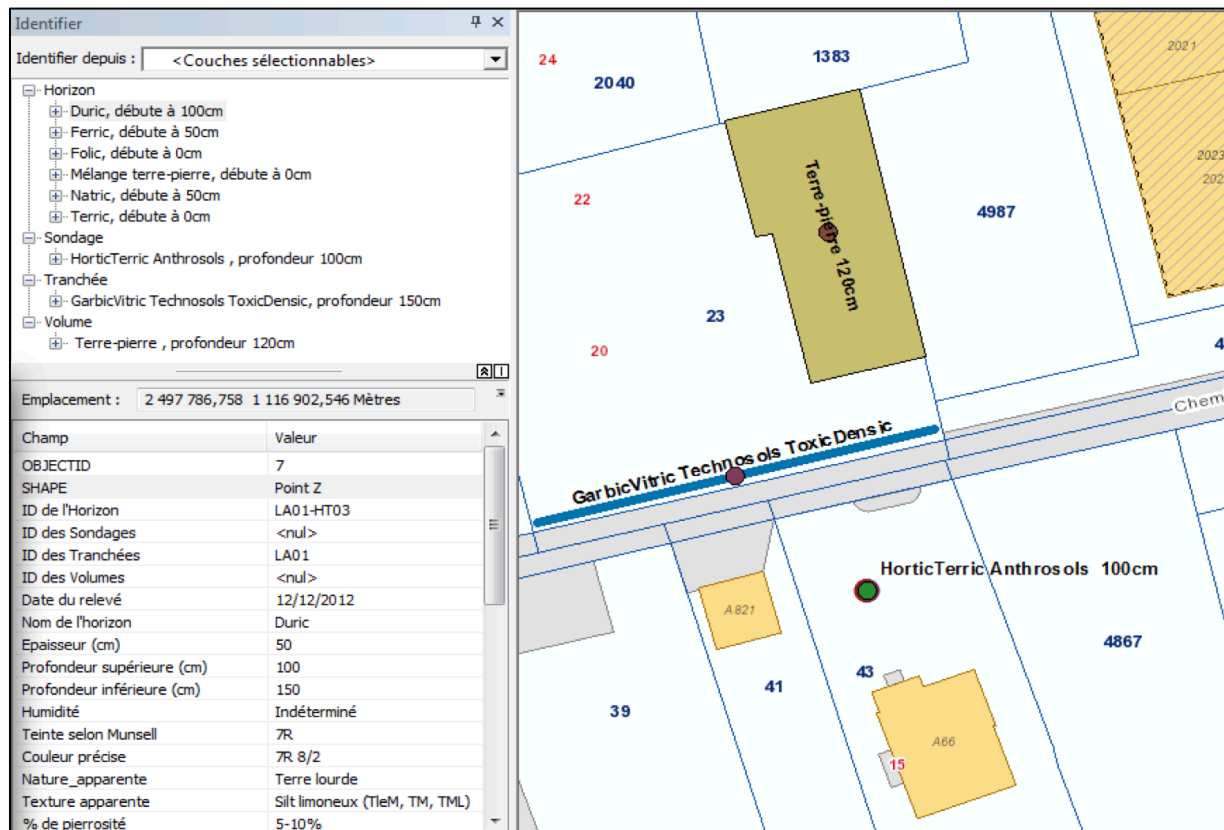 Identifier
Identifier depuis : <Couches sélectionnables>
Horizon
Duric, débute à 100cm
Ferric, débute à 50cm
Folic, débute à 0cm
Mélange terre-pierre, débute à 0cm
Natric, débute à 50cm
Terric, débute à 0cm
Sondage
HorticTerric Anthrosols , profondeur 100cm
Tranchée
GarbicVitric Technosols ToxicDensic, profondeur 150cm
Volume
Terre-pierre , profondeur 120cm
Emplacement : 2 497 786,758 1 116 902,546 Mètres
Champ Valeur
OBJECTID 7
SHAPE Point Z
ID de l'Horizon LA01-HT03
ID des Sondages <nul>
ID des Tranchées LA01
ID des Volumes <nul>
Date du relevé 12/12/2012
Nom de l'horizon Duric
Epaisseur (cm) 50
Profondeur supérieure (cm) 100
Profondeur inférieure (cm) 150
Humidité Indéterminé
Teinte selon Munsell 7R
Couleur précise 7R 8/2
Nature_apparente Terre lourde
Texture apparente Silt limoneux (TleM, TM, TML)
% de pierrosité 5-10%
24
2040
1383
2021
2023
22
Terre-pierre 120cm
4987
23
20
4
Chem
GarbicVitric Technosols ToxicDensic
HorticTerric Anthrosols 100cm
A821
4867
41
43
39
A66
15